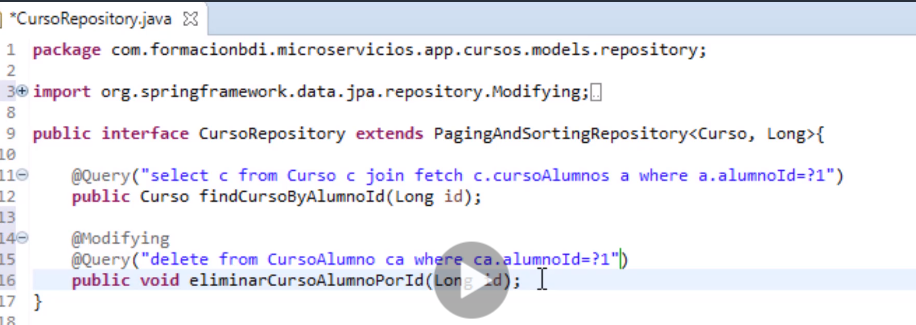 *CursoRepository.java
1 package com.formacionbdi.microservicios.app.cursos.models.repository;
2
3 import org.springframework.data.jpa.repository.Modifying;
8
9 public interface CursoRepository extends PagingAndSortingRepository<Curso, Long>{
10
11 @Query("select c from Curso c join fetch c.cursoAlumnos a where a.alumnoId=?1")
12 public Curso findCursoByAlumnoId(Long id);
13
14 @Modifying
15 @Query("delete from CursoAlumno ca where ca.alumnoId=?1")
16 public void eliminarCursoAlumnoPorId(Long id);
17 }
18